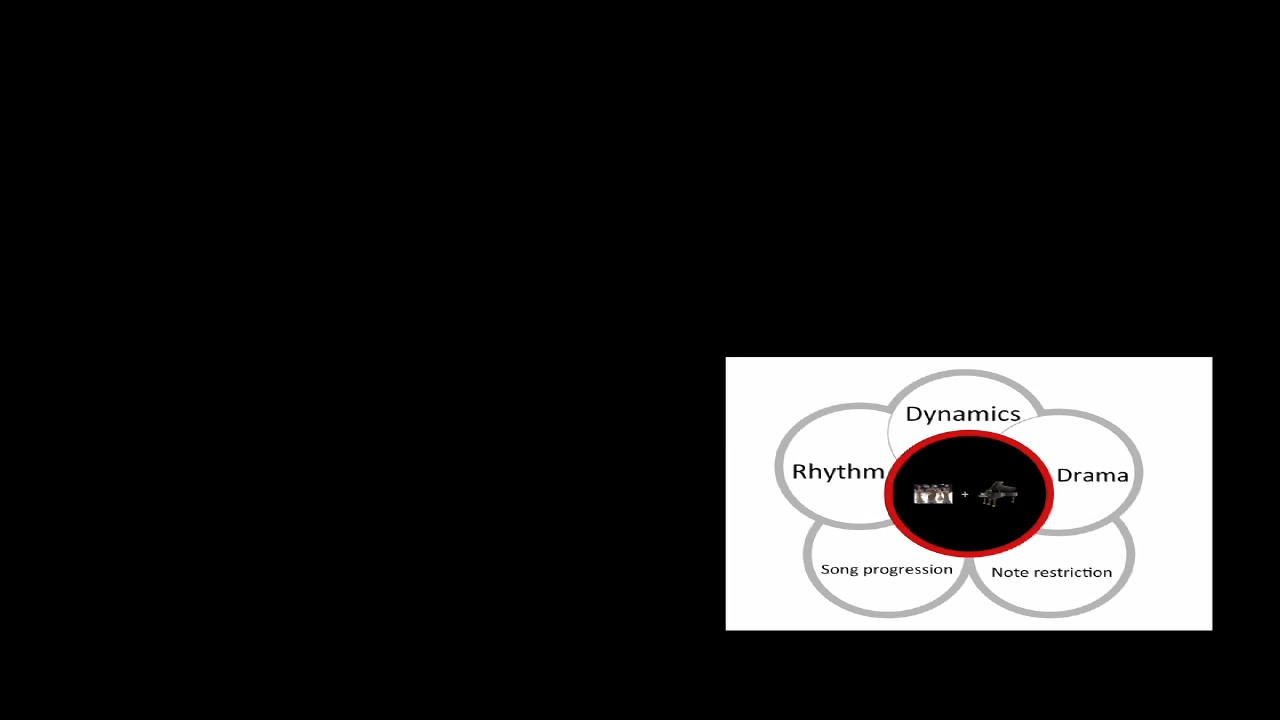 Dynamics
Rhythm
Drama
+
Song progression
Note restriction